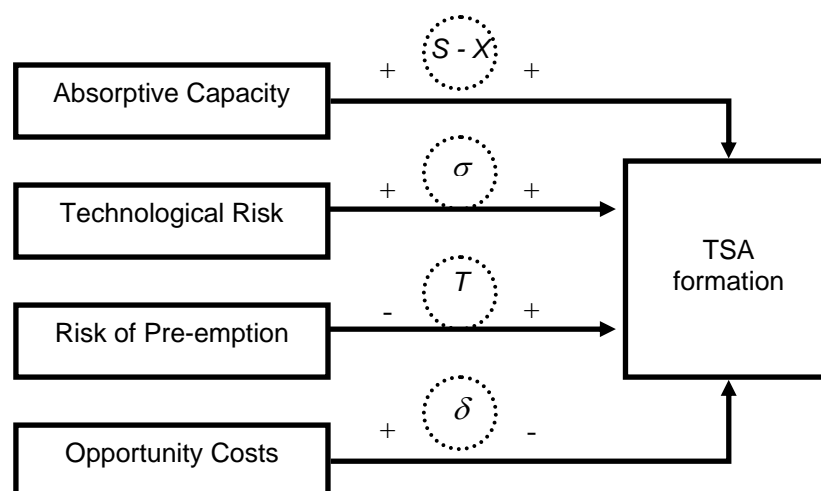 S - X
+ +
Absorptive Capacity
σ
+ +
Technological Risk
TSA
formation
T
- +
Risk of Pre-emption
δ
+ -
Opportunity Costs